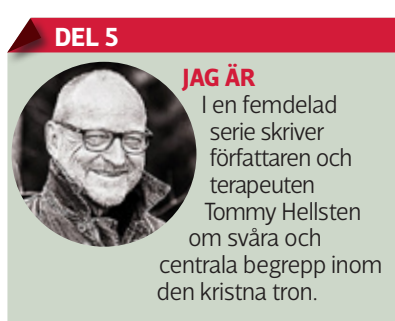 DEL 5
JAG ÄR
I en femdelad
serie skriver
författaren och
terapeuten
Tommy Hellsten
om svåra och
centrala begrepp inom
den kristna tron.